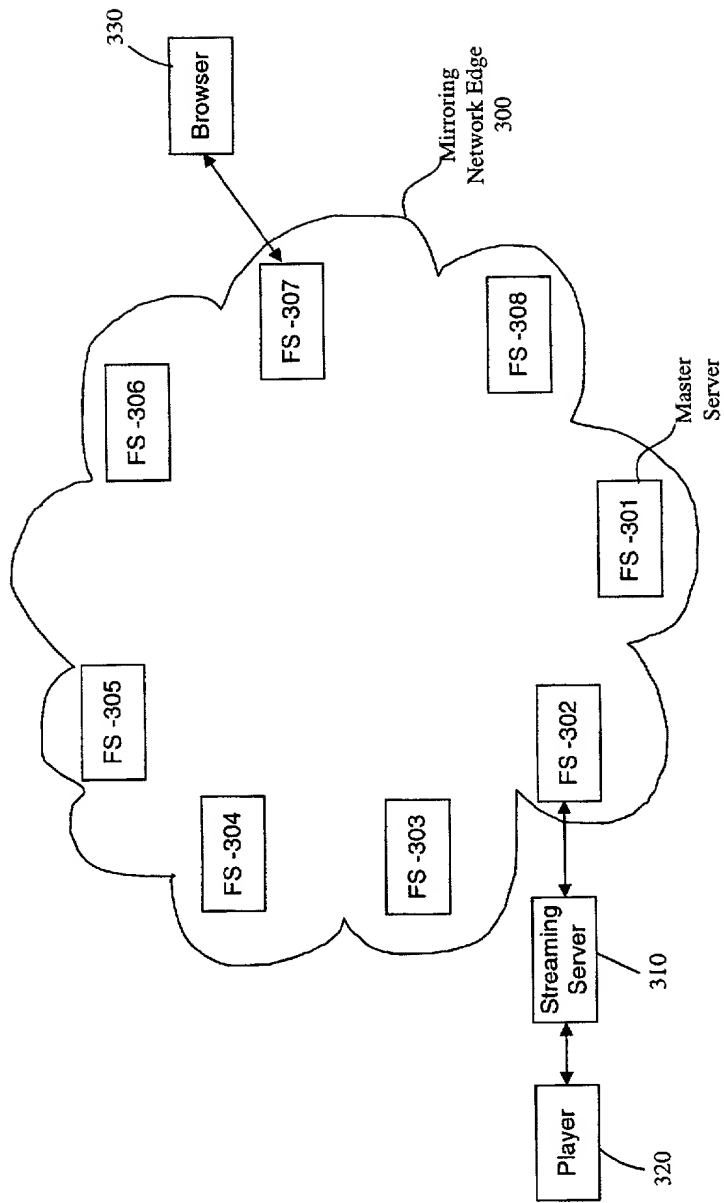 330
Browser
Mirroring
Network Edge
300
FS -307
FS -308
FS -306
Master
Server
FS -301
FS -305
FS -302
FS -304
FS -303
Streaming
Server
310
Player
320